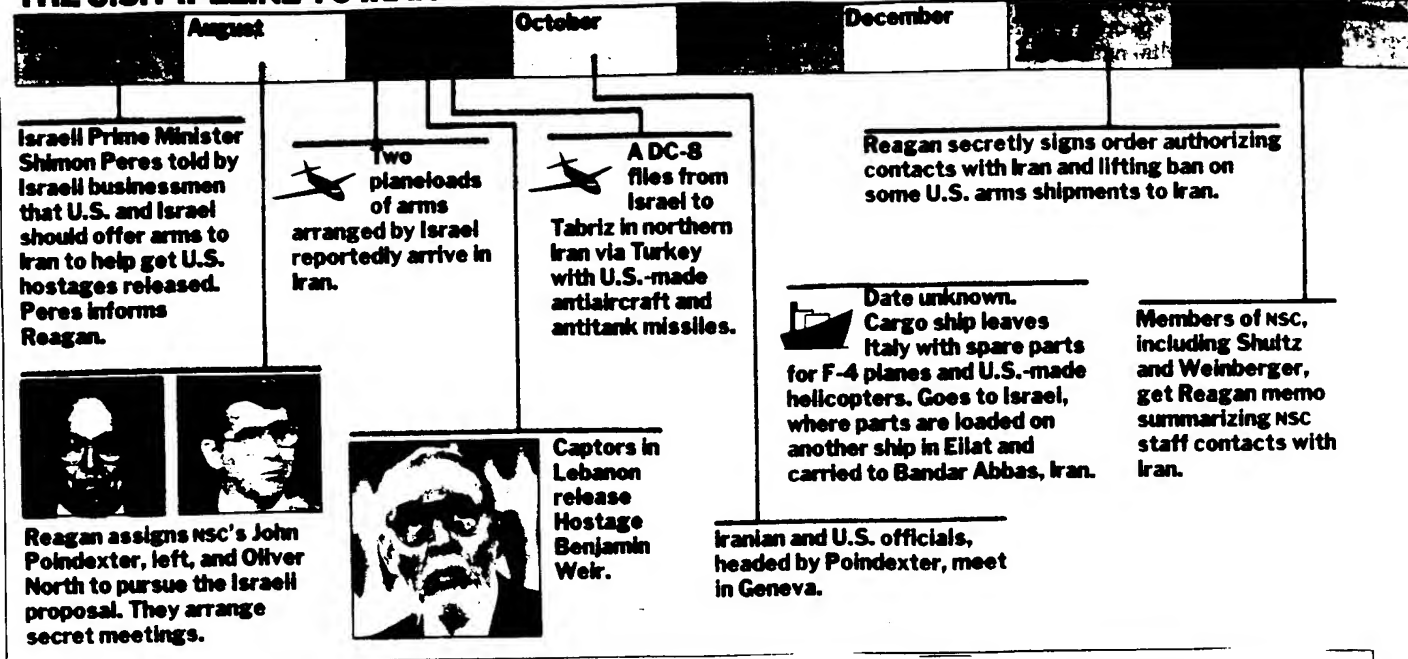 August
October
December
Israeli Prime Minister
Shimon Peres told by
Israeli businessmen
that U.S. and Israel
should offer arms to
Iran to help get U.S.
hostages released.
Peres informs
Reagan.
Reagan assigns NSC's John
Poindexter, left, and Oliver
North to pursue the Israeli
proposal. They arrange
secret meetings.
Two
planeloads
of arms
arranged by Israel
reportedly arrive in
Iran.
Captors in
Lebanon
release
Hostage
Benjamin
Weir.
A DC-8
flies from
Israel to
Tabriz in northern
Iran via Turkey
with U.S.-made
antiaircraft and
antitank missiles.
Iranian and U.S. officials,
headed by Poindexter, meet
in Geneva.
Reagan secretly signs order authorizing
contacts with Iran and lifting ban on
some U.S. arms shipments to Iran.
Date unknown.
Cargo ship leaves
Italy with spare parts
for F-4 planes and U.S.-made
helicopters. Goes to Israel,
where parts are loaded on
another ship in Eilat and
carried to Bandar Abbas, Iran.
Members of NSC,
including Shultz
and Weinberger,
get Reagan memo
summarizing NSC
staff contacts with
Iran.